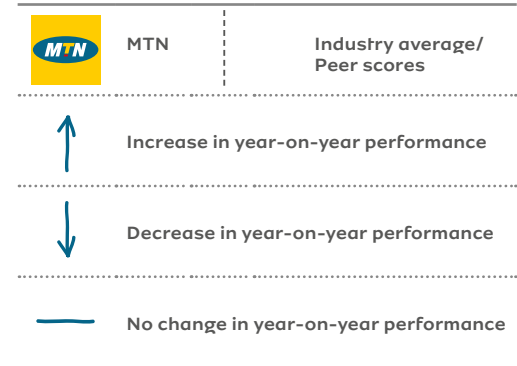 MTN
MTN
Industry average/
Peer scores
Increase in year-on-year performance
Decrease in year-on-year performance
No change in year-on-year performance